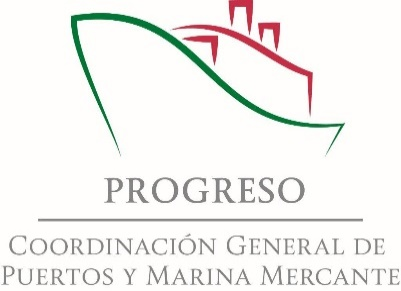 PROGRESO
COORDINACIÓN GENERAL DE
PUERTOS Y MARINA MERCANTE